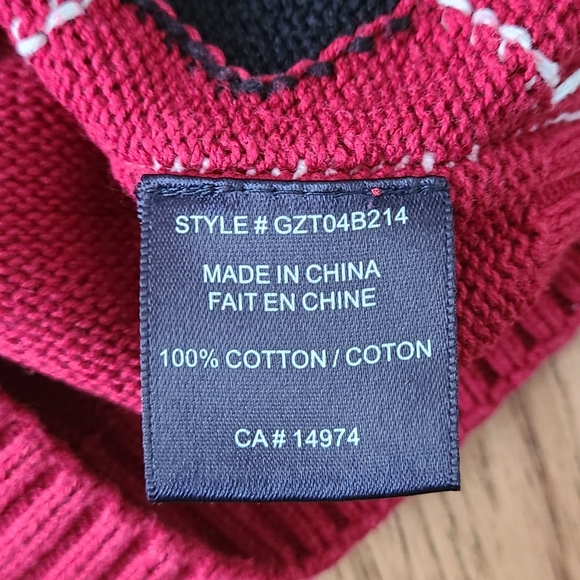 STYLE # GZT04B214
MADE IN CHINA
FAIT EN CHINE
100% COTTON / COTON
CA # 14974